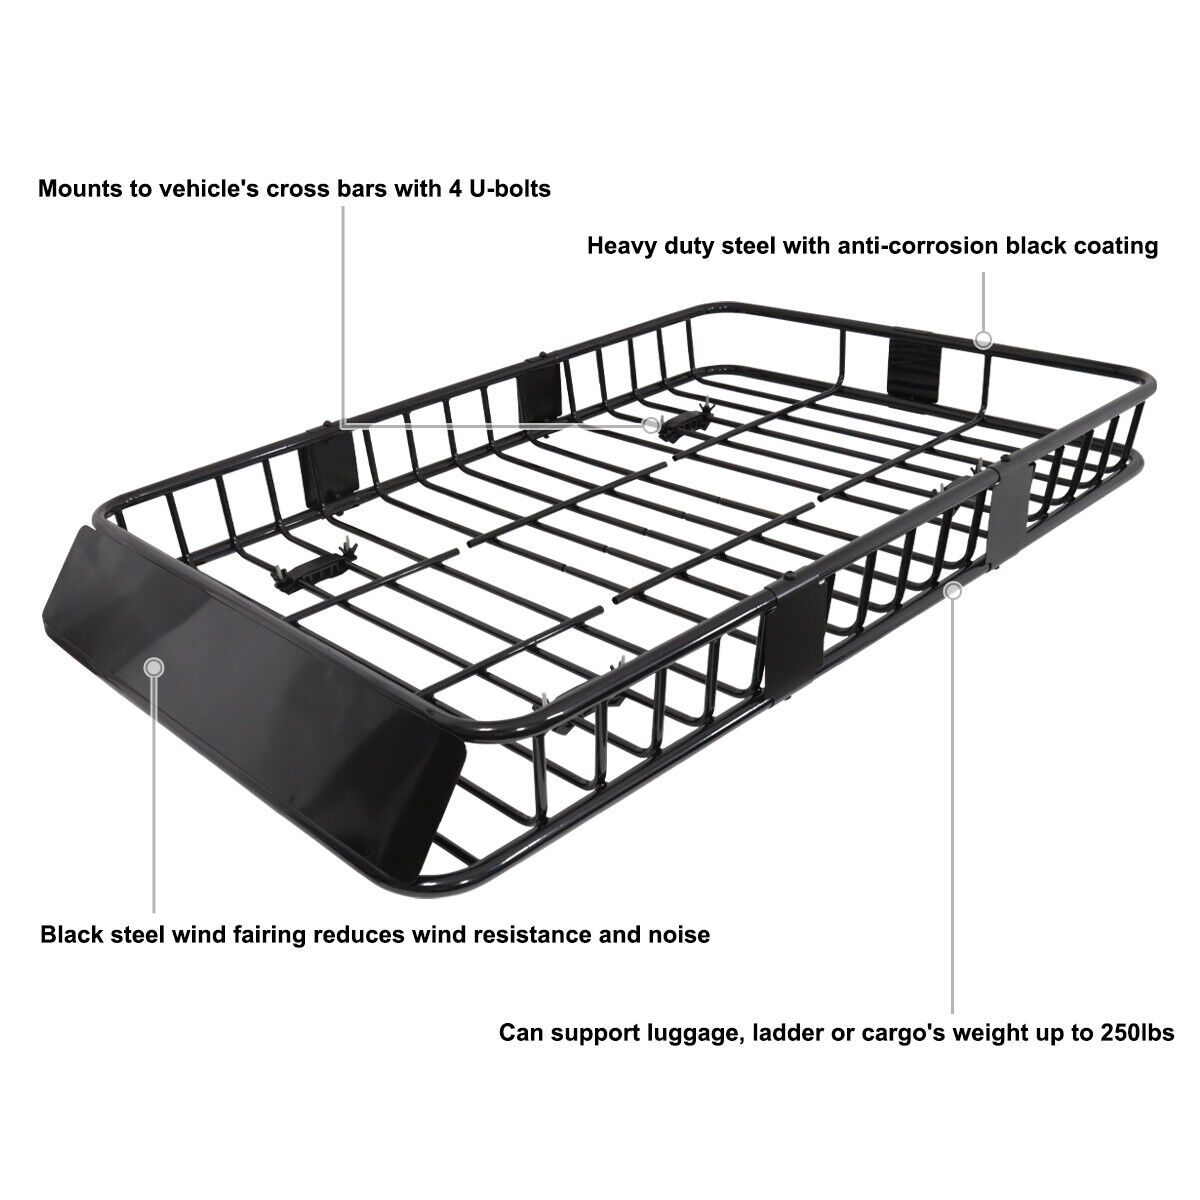 Mounts to vehicle's cross bars with 4 U-bolts
Heavy duty steel with anti-corrosion black coating
Black steel wind fairing reduces wind resistance and noise
Can support luggage, ladder or cargo's weight up to 250lbs